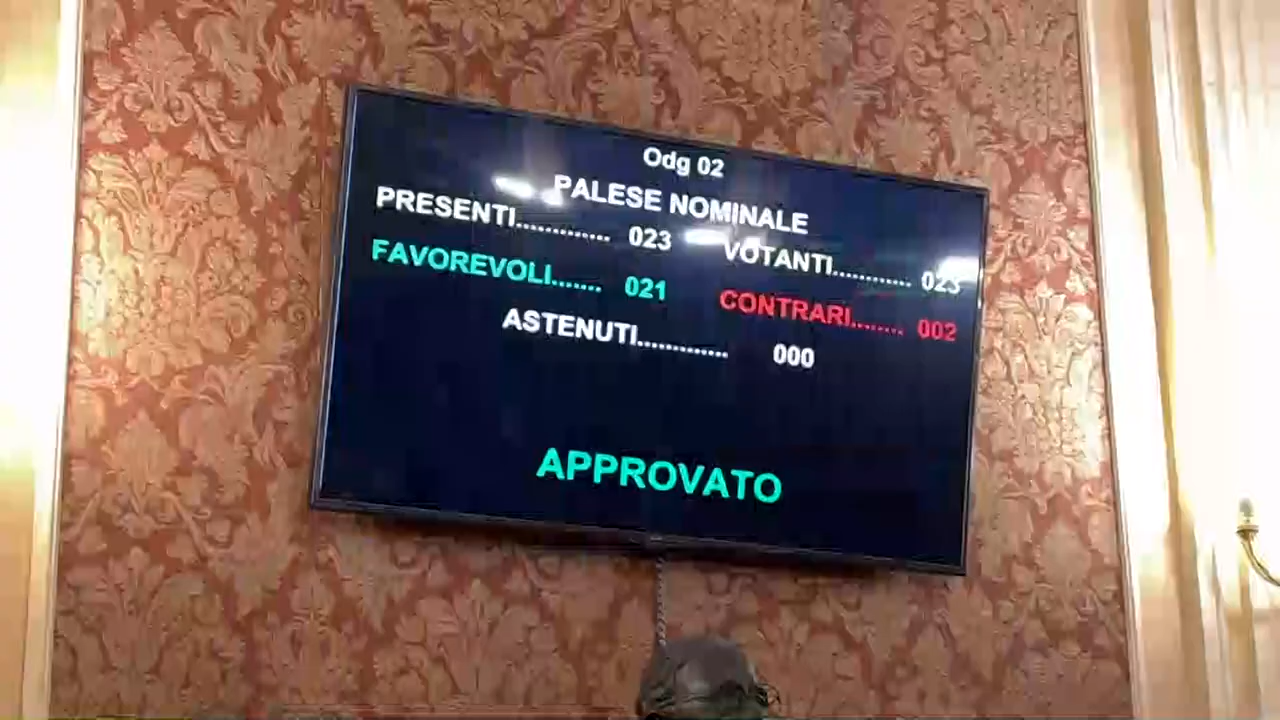 Odg 02
PALESE NOMINALE
PRESENTI............. 023 VOTANTI............ 023
FAVOREVOLI....... 021 CONTRARI........ 002
ASTENUTI............. 000
APPROVATO